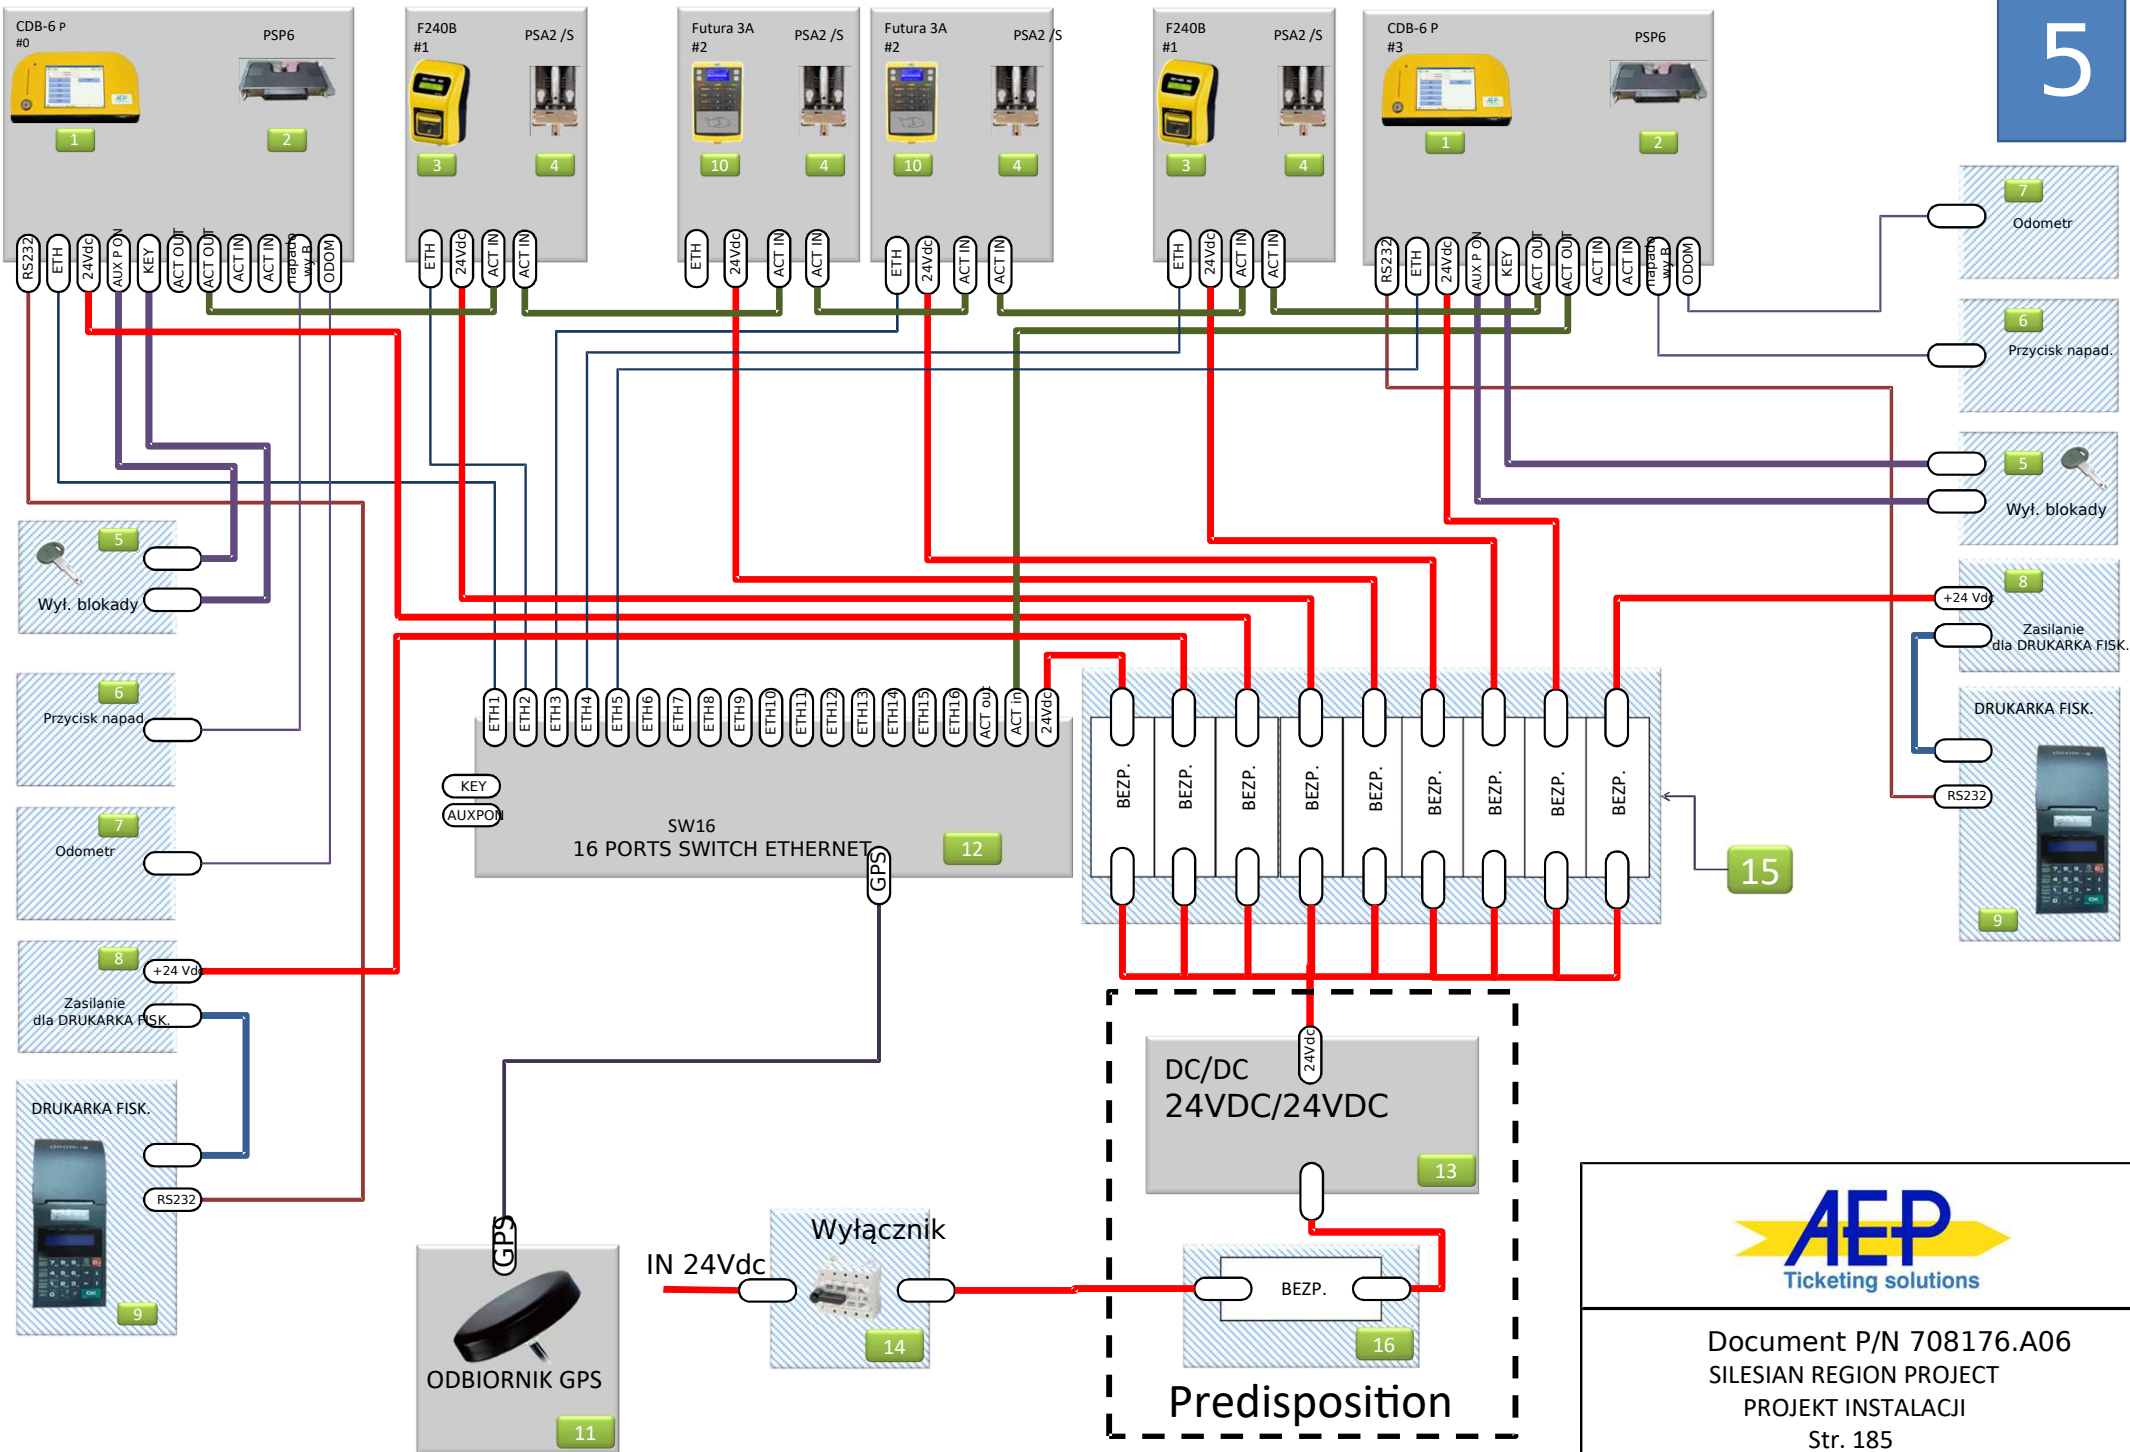 CDB-6 P
#0
PSP6
1
2
F240B
#1
PSA2 /S
3
4
Futura 3A
#2
PSA2 /S
10
4
Futura 3A
#2
PSA2 /S
10
4
F240B
#1
PSA2 /S
3
4
CDB-6 P
#3
PSP6
1
2
5
RS232
ETH
24Vdc
AUX P ON
KEY
ACT OUT
ACT OUT
ACT IN
ACT IN
napado
wy B
ODOM
ETH
24Vdc
ACT IN
ACT IN
ETH
24Vdc
ACT IN
ACT IN
ETH
24Vdc
ACT IN
ACT IN
ETH
24Vdc
ACT IN
ACT IN
RS232
ETH
24Vdc
AUX P ON
KEY
ACT OUT
ACT OUT
ACT IN
ACT IN
napado
wy B
ODOM
7
Odometr
6
Przycisk napad.
5
Wył. blokady
8
+24 Vdc
Zasilanie
dla DRUKARKA FISK.
DRUKARKA FISK.
RS232
9
5
Wył. blokady
6
Przycisk napad
7
Odometr
8
+24 Vdc
Zasilanie
dla DRUKARKA FISK.
DRUKARKA FISK.
RS232
9
ETH1
ETH2
ETH3
ETH4
ETH5
ETH6
ETH7
ETH8
ETH9
ETH10
ETH11
ETH12
ETH13
ETH14
ETH15
ETH16
ACT out
ACT in
24Vdc
KEY
AUXPON
SW16
16 PORTS SWITCH ETHERNET
12
GPS
BEZP.
BEZP.
BEZP.
BEZP.
BEZP.
BEZP.
BEZP.
BEZP.
BEZP.
15
24Vdc
DC/DC
24VDC/24VDC
13
GPS
ODBIORNIK GPS
11
IN 24Vdc
Wyłącznik
14
BEZP.
16
Predisposition
AEP
Ticketing solutions
Document P/N 708176.A06
SILESIAN REGION PROJECT
PROJEKT INSTALACJI
Str. 185